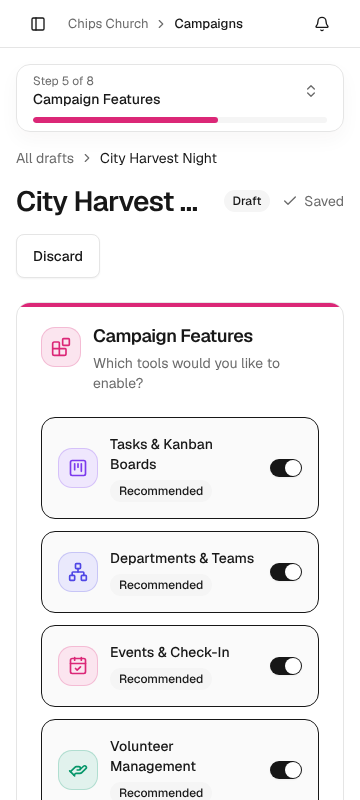 Chips Church > Campaigns
Step 5 of 8
Campaign Features
All drafts > City Harvest Night
City Harvest ...
Draft
Saved
Discard
Campaign Features
Which tools would you like to
enable?
Tasks & Kanban
Boards
Recommended
Departments & Teams
Recommended
Events & Check-In
Recommended
Volunteer
Management
Recommended